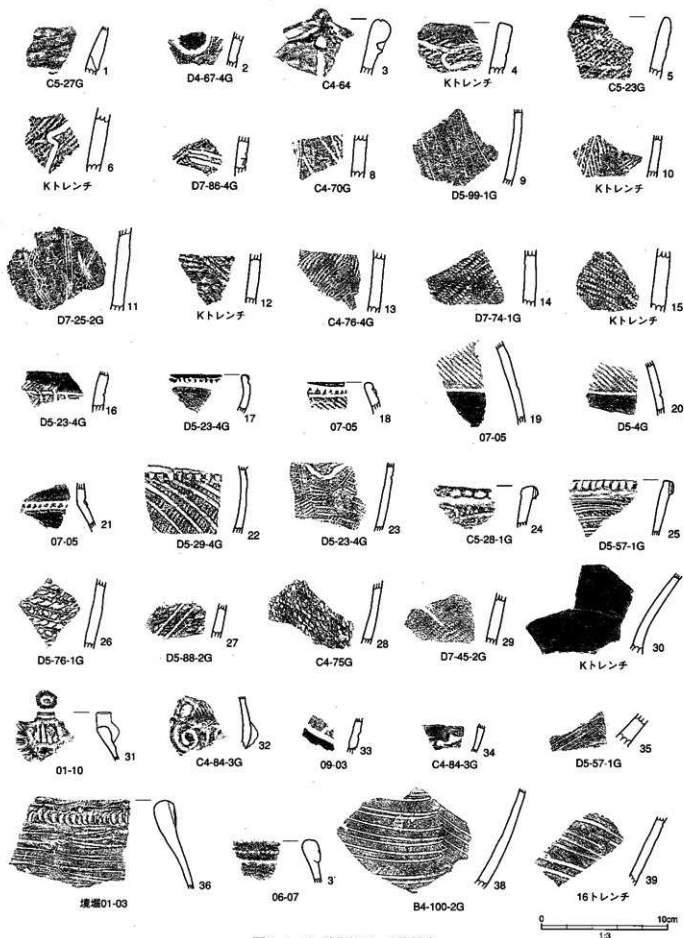 1 2 3 4 5
C5-27G D4-67-4G C4-64 Kトレンチ C5-23G
6 7 8 9 10
Kトレンチ D7-86-4G C4-70G D5-99-1G Kトレンチ
11 12 13 14 15
D7-25-2G Kトレンチ C4-76-4G D7-74-1G Kトレンチ
16 17 18 19 20
D5-23-4G D5-23-4G 07-05 07-05 D5-4G
21 22 23 24 25
07-05 D5-29-4G D5-23-4G C5-28-1G D5-57-1G
26 27 28 29 30
D5-76-1G D5-88-2G C4-75G D7-45-2G Kトレンチ
31 32 33 34 35
01-10 C4-84-3G 09-03 C4-84-3G D5-57-1G
36 3 38 39
境堀01-03 06-07 B4-100-2G 16トレンチ
0 10cm
1:3